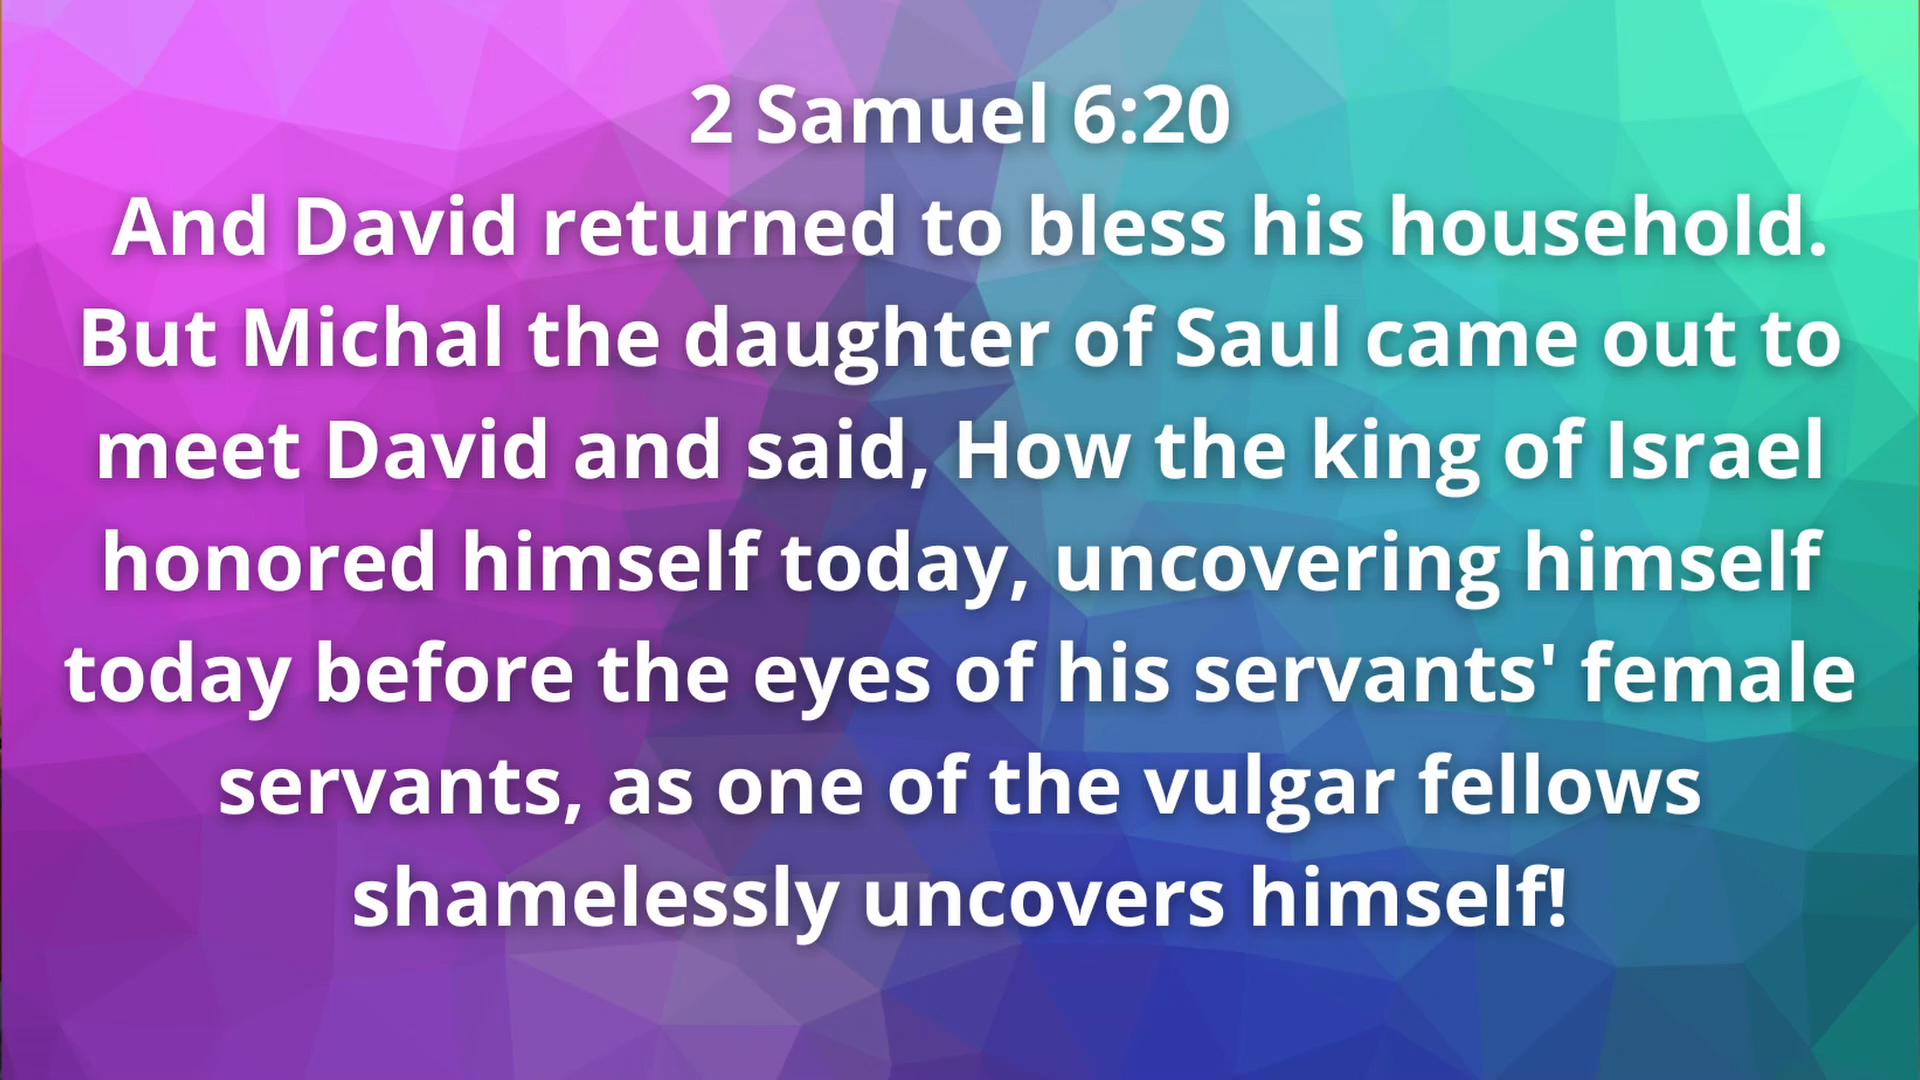 2 Samuel 6:20
And David returned to bless his household.
But Michal the daughter of Saul came out to
meet David and said, How the king of Israel
honored himself today, uncovering himself
today before the eyes of his servants' female
servants, as one of the vulgar fellows
shamelessly uncovers himself!